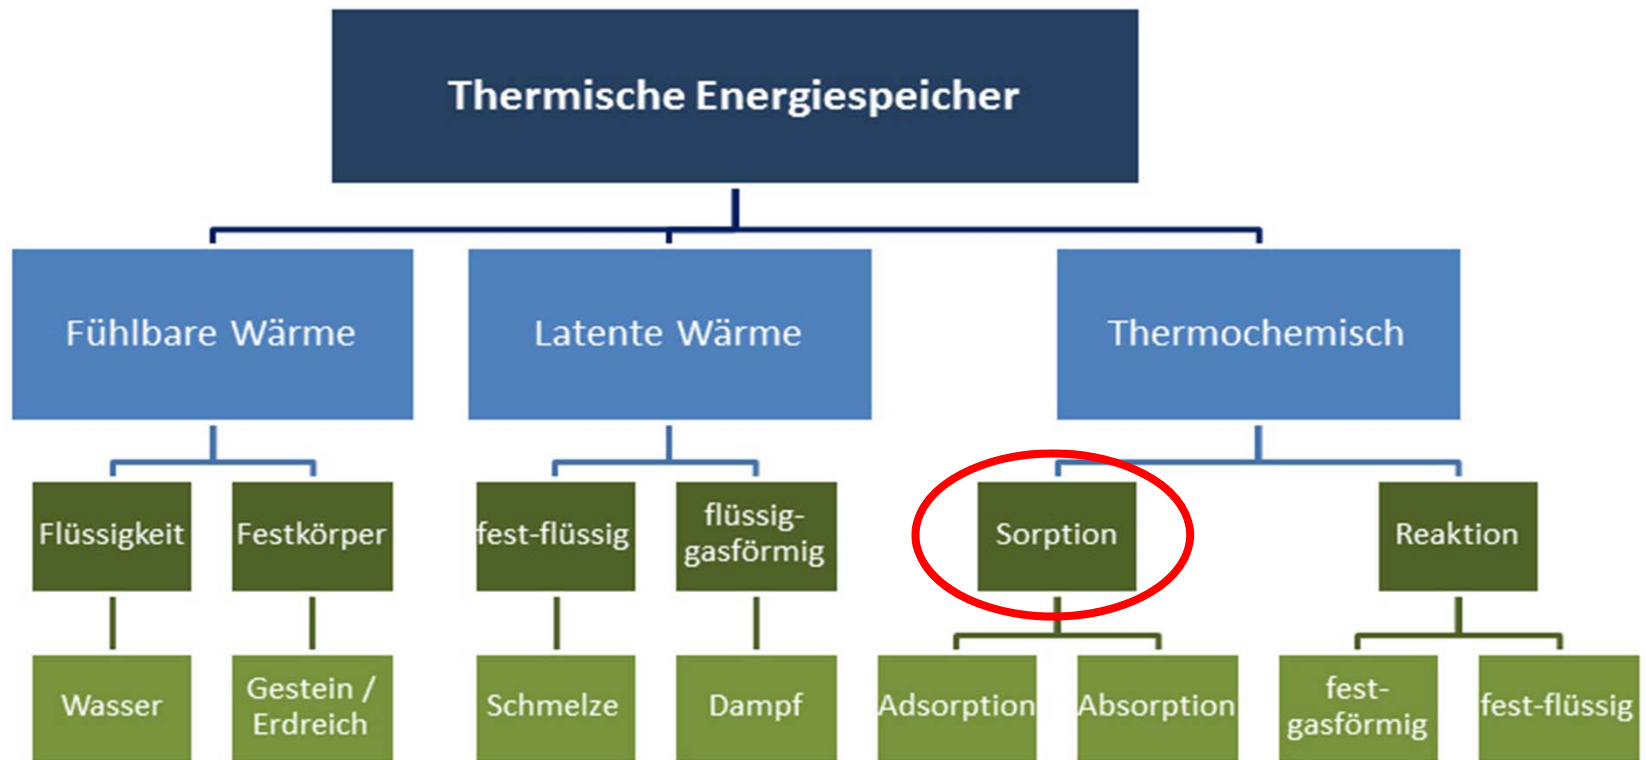 Thermische Energiespeicher
Fühlbare Wärme
Latente Wärme
Thermochemisch
Flüssigkeit
Festkörper
fest-flüssig
flüssig-
gasförmig
Sorption
Reaktion
Wasser
Gestein /
Erdreich
Schmelze
Dampf
Adsorption
Absorption
fest-
gasförmig
fest-flüssig